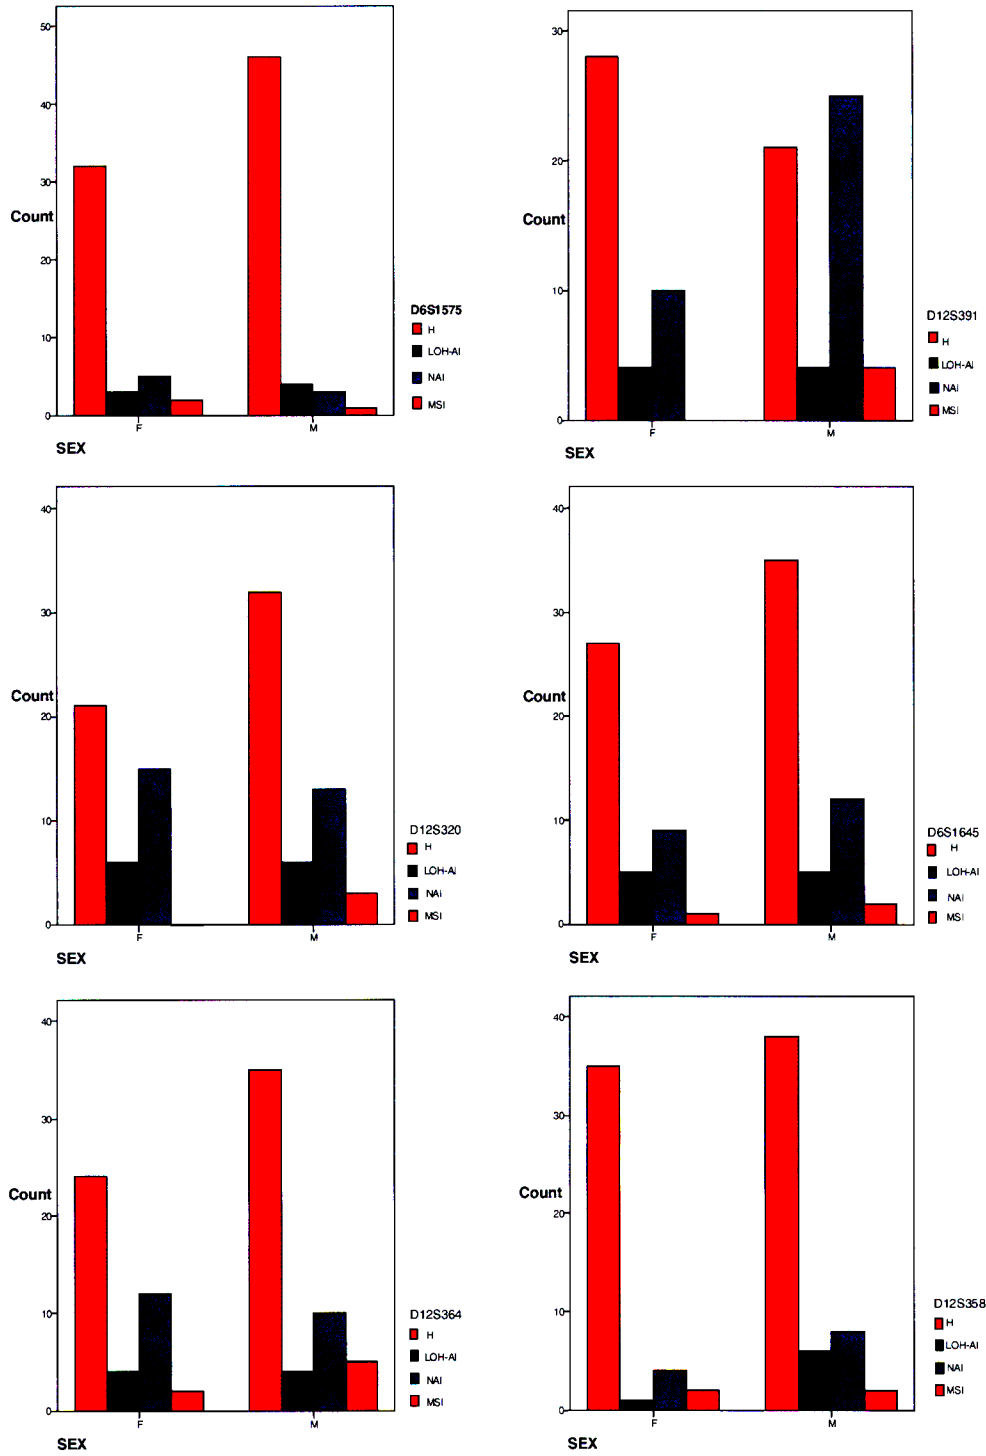 50
40
30
Count
20
10
0
F
M
SEX
D6S1575
H
LOH-AI
NAI
MSI
30
20
Count
10
0
F
M
SEX
D12S391
H
LOH-AI
NAI
MSI
40
30
Count
20
10
0
F
M
SEX
D12S320
H
LOH-AI
NAI
MSI
40
30
Count
20
10
0
F
M
SEX
D6S1645
H
LOH-AI
NAI
MSI
40
30
Count
20
10
0
F
M
SEX
D12S364
H
LOH-AI
NAI
MSI
40
30
Count
20
10
0
F
M
SEX
D12S358
H
LOH-AI
NAI
MSI